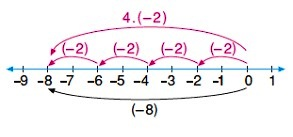 4.(–2)
(–2) (–2) (–2) (–2)
–9 –8 –7 –6 –5 –4 –3 –2 –1 0 1
(–8)